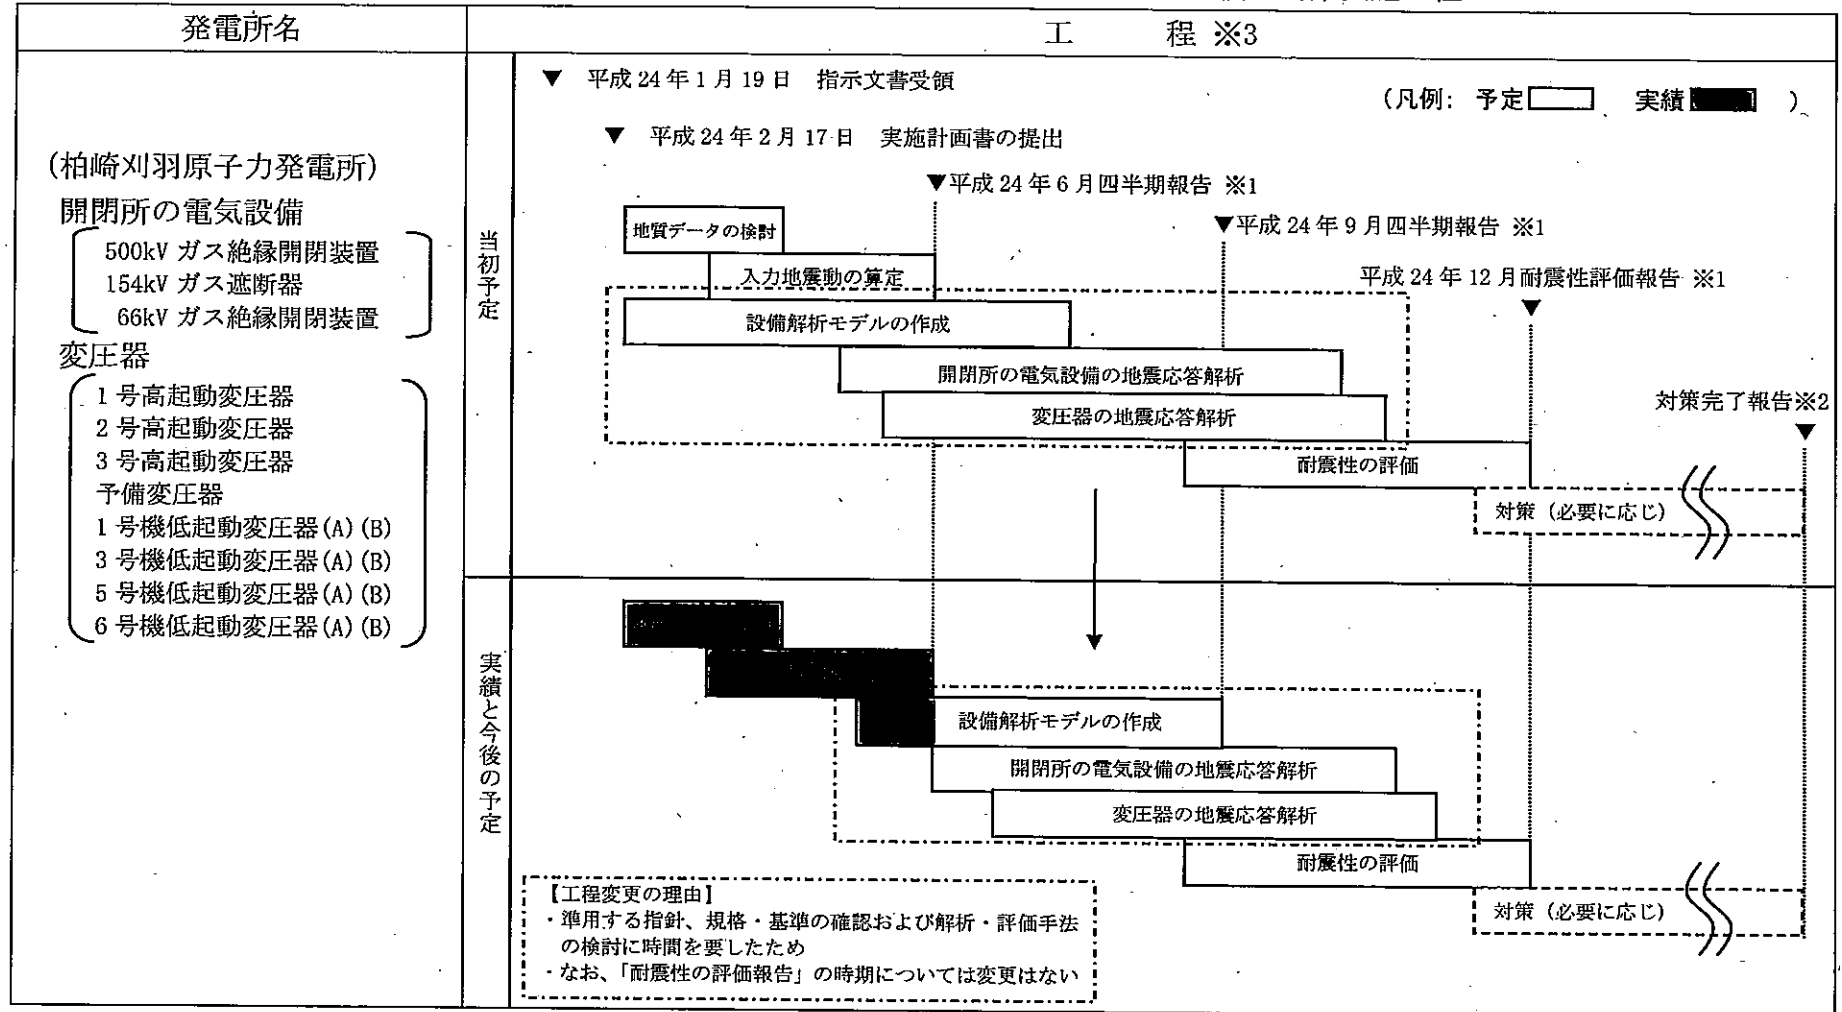 発電所名
工 程 ※3
(柏崎刈羽原子力発電所)
開閉所の電気設備
500kV ガス絶縁開閉装置
154kV ガス遮断器
66kV ガス絶縁開閉装置
変圧器
1 号高起動変圧器
2 号高起動変圧器
3 号高起動変圧器
予備変圧器
1 号機低起動変圧器(A)(B)
3 号機低起動変圧器(A)(B)
5 号機低起動変圧器(A)(B)
6 号機低起動変圧器(A)(B)
当初予定
▼ 平成 24 年 1 月 19 日 指示文書受領
(凡例: 予定 実績 )
▼ 平成 24 年 2 月 17 日 実施計画書の提出
▼平成 24 年 6 月四半期報告 ※1
▼平成 24 年 9 月四半期報告 ※1
平成 24 年 12 月耐震性評価報告 ※1
▼
対策完了報告※2
▼
地質データの検討
入力地震動の算定
設備解析モデルの作成
開閉所の電気設備の地震応答解析
変圧器の地震応答解析
耐震性の評価
対策（必要に応じ）
実績と今後の予定
設備解析モデルの作成
開閉所の電気設備の地震応答解析
変圧器の地震応答解析
耐震性の評価
対策（必要に応じ）
【工程変更の理由】
・準用する指針、規格・基準の確認および解析・評価手法
の検討に時間を要したため
・なお、「耐震性の評価報告」の時期については変更はない